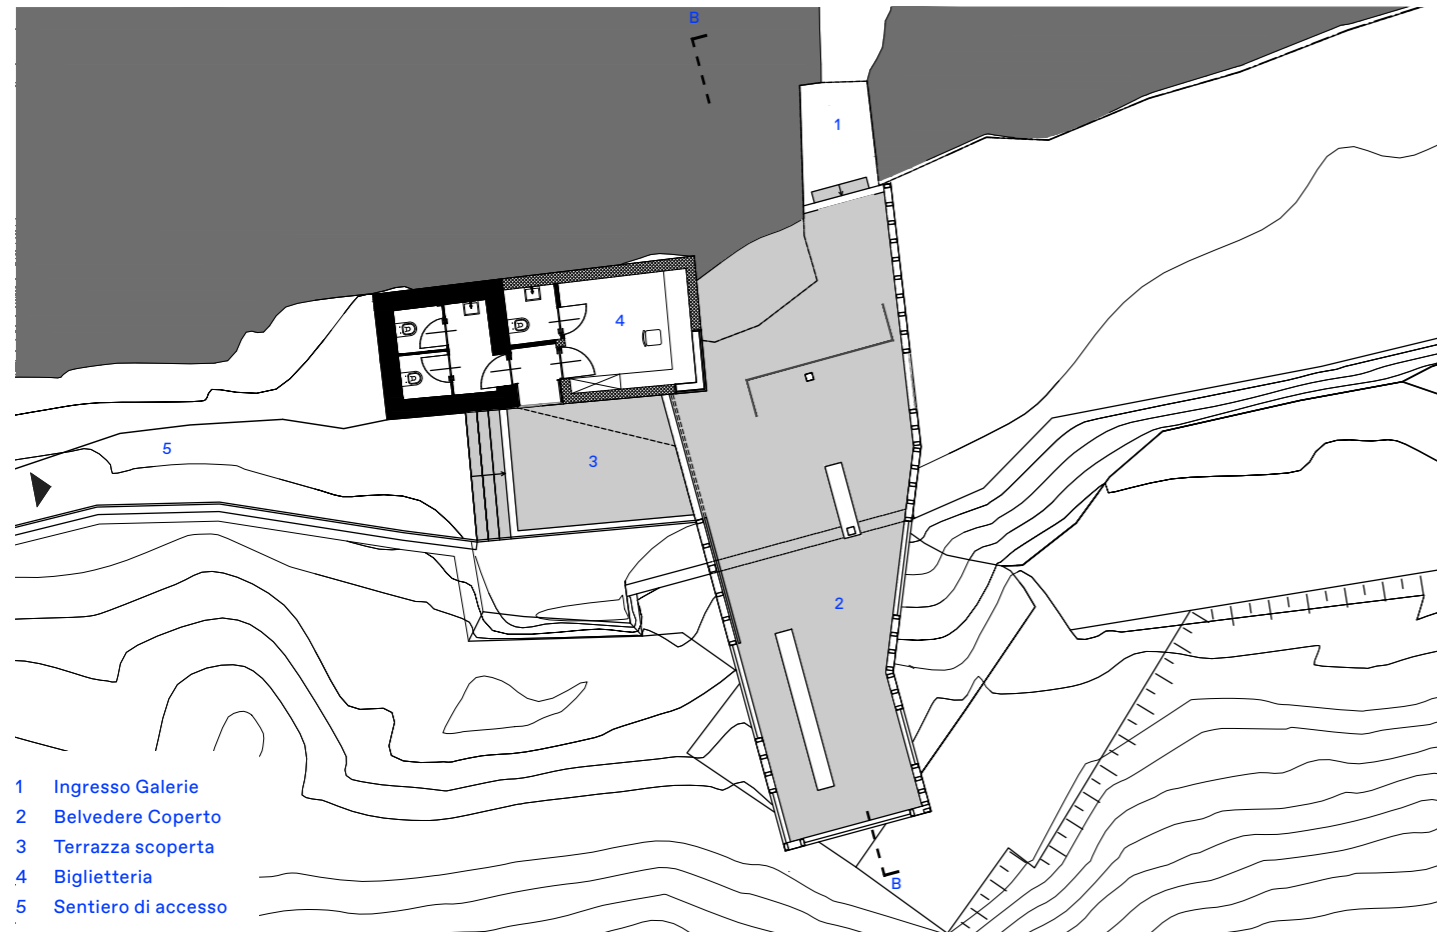 B
1
4
5
3
2
B
1 Ingresso Galerie
2 Belvedere Coperto
3 Terrazza scoperta
4 Biglietteria
5 Sentiero di accesso